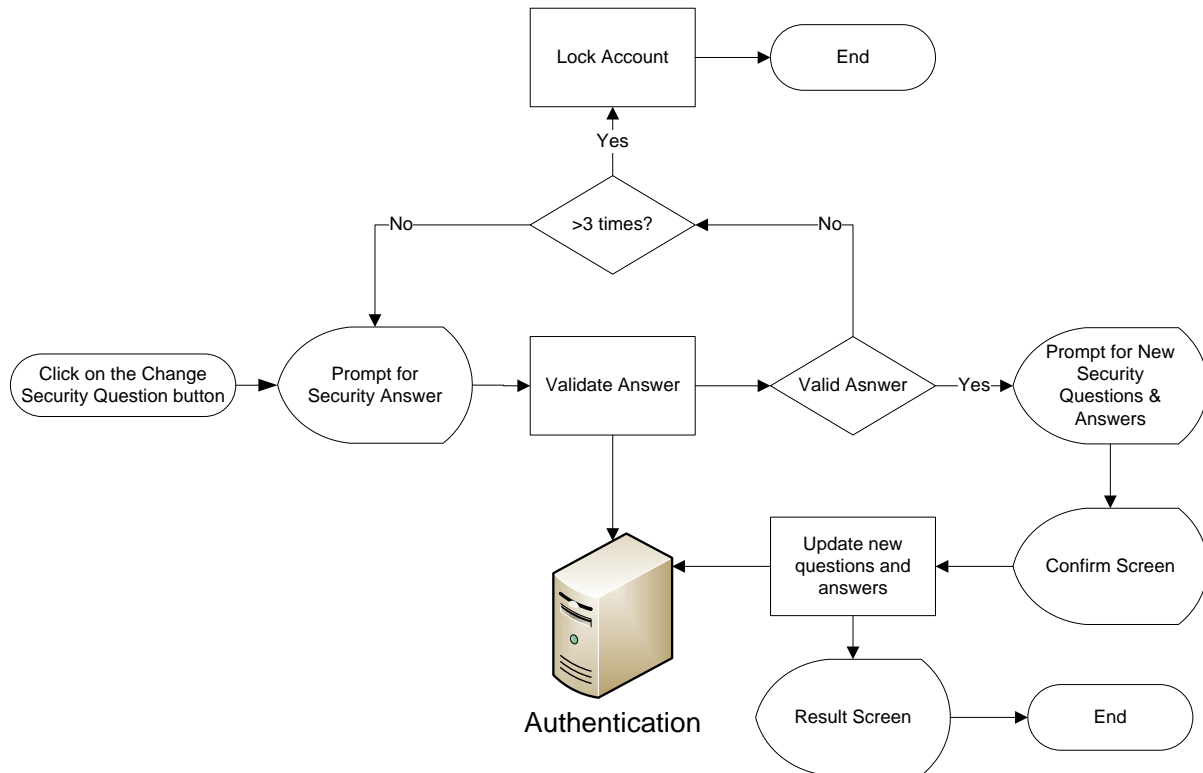 Lock Account
End
Yes
>3 times?
No
No
Click on the Change
Security Question button
Prompt for
Security Answer
Validate Answer
Valid Asnwer
Yes
Prompt for New
Security
Questions &
Answers
Update new
questions and
answers
Confirm Screen
Authentication
Result Screen
End